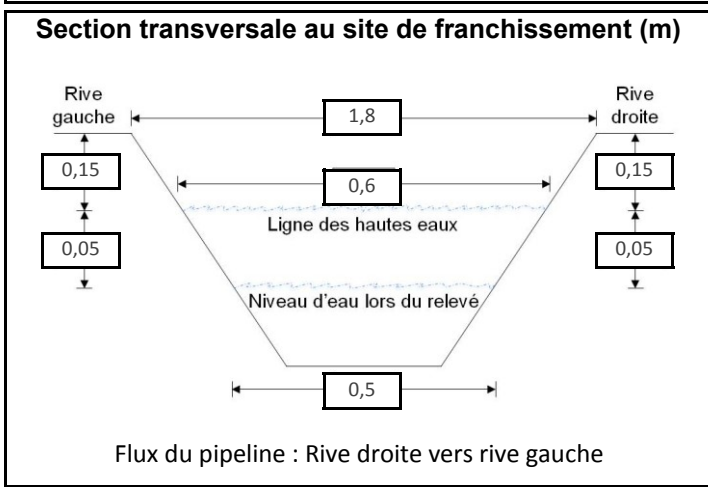 Section transversale au site de franchissement (m)
Rive
gauche
Rive
droite
1,8
0,15
0,15
0,6
Ligne des hautes eaux
0,05
0,05
Niveau d'eau lors du relevé
0,5
Flux du pipeline : Rive droite vers rive gauche